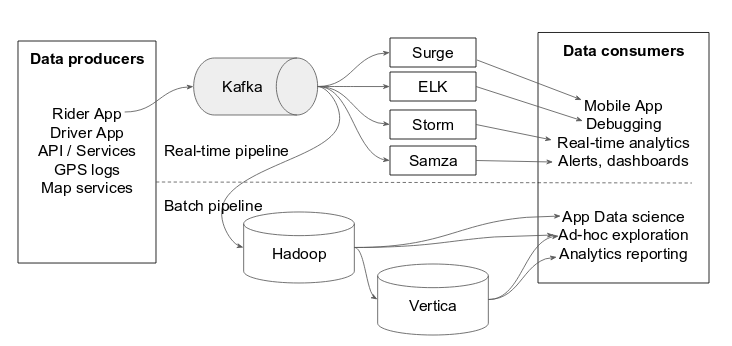 Data producers
Rider App
Driver App
API / Services
GPS logs
Map services
Kafka
Real-time pipeline
Batch pipeline
Surge
ELK
Storm
Samza
Hadoop
Vertica
Data consumers
Mobile App
Debugging
Real-time analytics
Alerts, dashboards
App Data science
Ad-hoc exploration
Analytics reporting